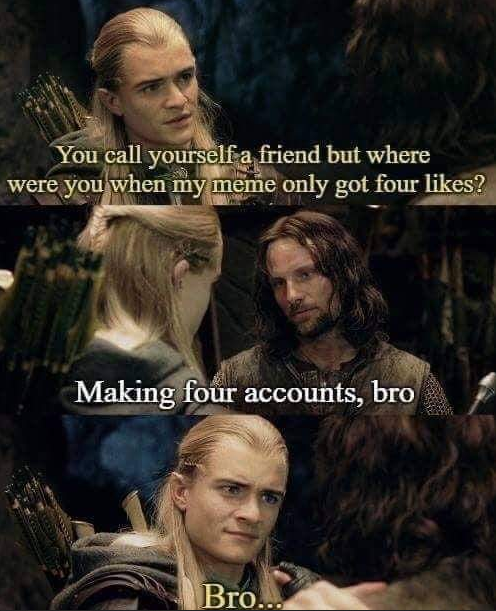 You call yourself a friend but where
were you when my meme only got four likes?
Making four accounts, bro
Bro...